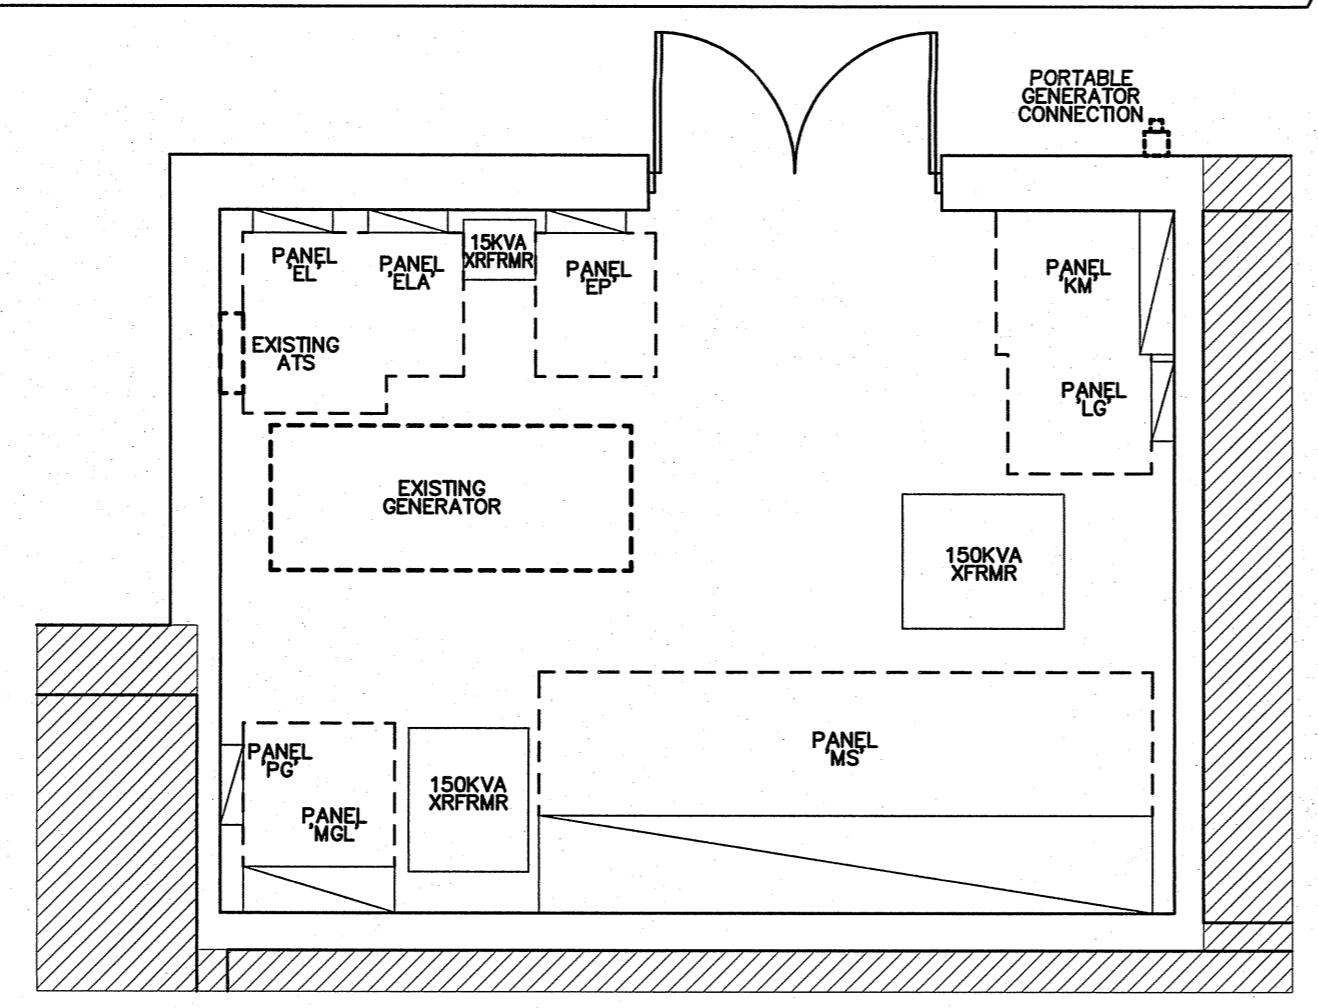 PORTABLE
GENERATOR
CONNECTION
PANEL
'EL'
PANEL
'ELA'
15KVA
XRFRMR
PANEL
'EP'
PANEL
'KM'
EXISTING
ATS
PANEL
'LG'
EXISTING
GENERATOR
150KVA
XFRMR
PANEL
'PG'
PANEL
'MGL'
150KVA
XRFRMR
PANEL
'MS'